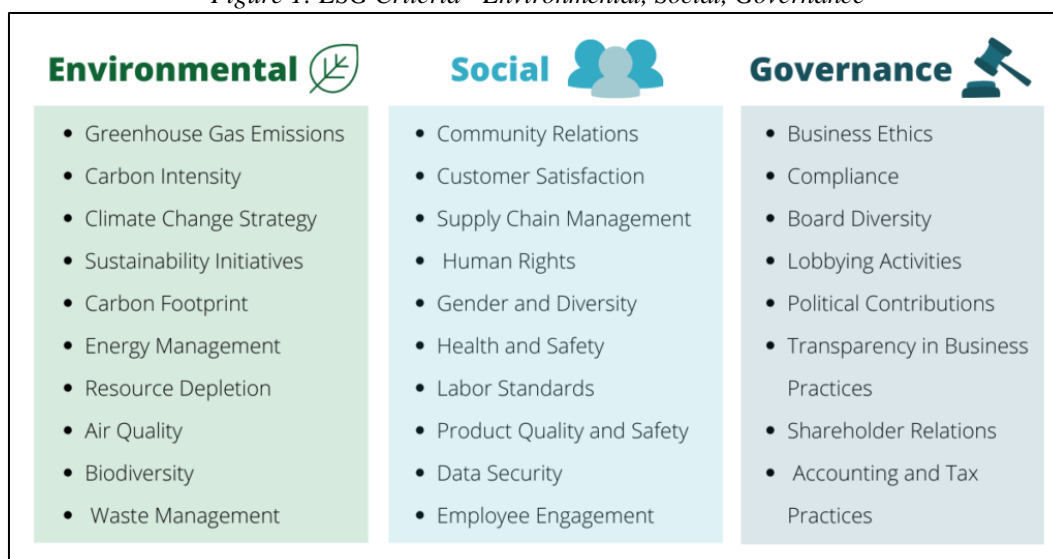 Figure 1: ESG Criteria - Environmental, Social, Governance
Environmental
Greenhouse Gas Emissions
Carbon Intensity
Climate Change Strategy
Sustainability Initiatives
Carbon Footprint
Energy Management
Resource Depletion
Air Quality
Biodiversity
Waste Management
Social
Community Relations
Customer Satisfaction
Supply Chain Management
Human Rights
Gender and Diversity
Health and Safety
Labor Standards
Product Quality and Safety
Data Security
Employee Engagement
Governance
Business Ethics
Compliance
Board Diversity
Lobbying Activities
Political Contributions
Transparency in Business
Practices
Shareholder Relations
Accounting and Tax
Practices